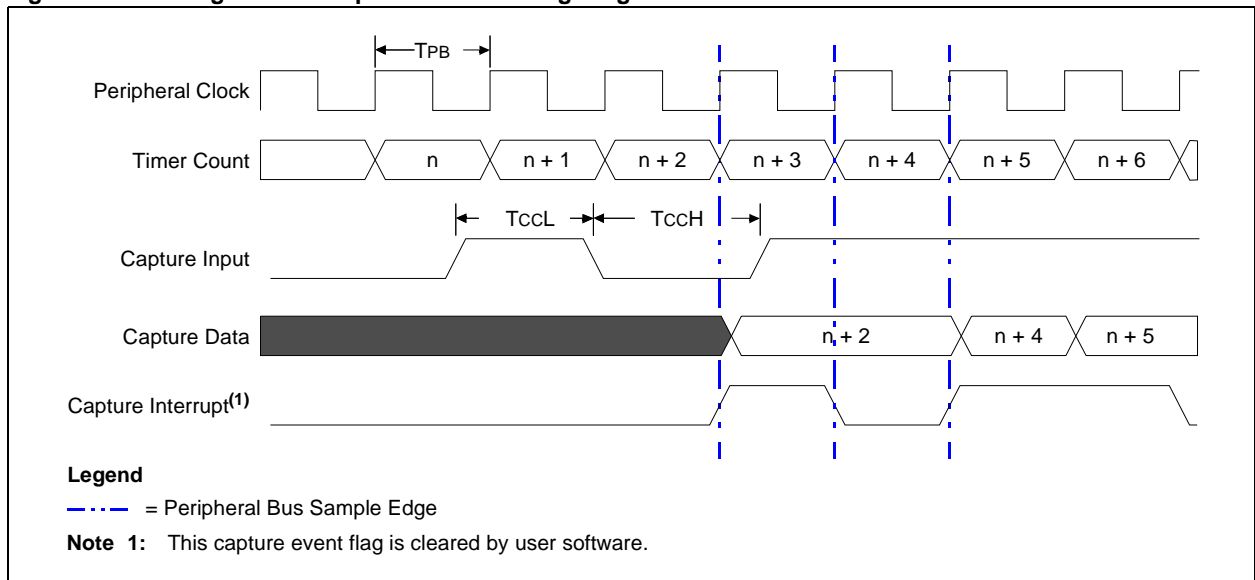 TPB
Peripheral Clock
Timer Count n n + 1 n + 2 n + 3 n + 4 n + 5 n + 6
TCCL TCCH
Capture Input
Capture Data n + 2 n + 4 n + 5
Capture Interrupt(1)
Legend
= Peripheral Bus Sample Edge
Note 1: This capture event flag is cleared by user software.